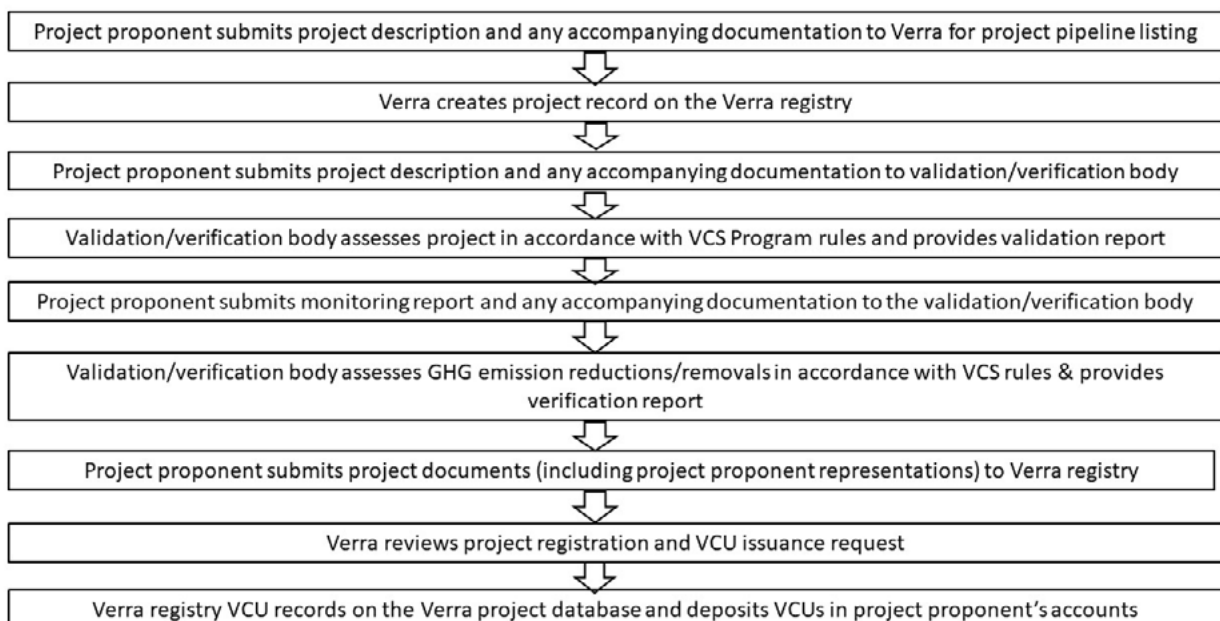 Project proponent submits project description and any accompanying documentation to Verra for project pipeline listing
Verra creates project record on the Verra registry
Project proponent submits project description and any accompanying documentation to validation/verification body
Validation/verification body assesses project in accordance with VCS Program rules and provides validation report
Project proponent submits monitoring report and any accompanying documentation to the validation/verification body
Validation/verification body assesses GHG emission reductions/removals in accordance with VCS rules & provides
verification report
Project proponent submits project documents (including project proponent representations) to Verra registry
Verra reviews project registration and VCU issuance request
Verra registry VCU records on the Verra project database and deposits VCUs in project proponent's accounts